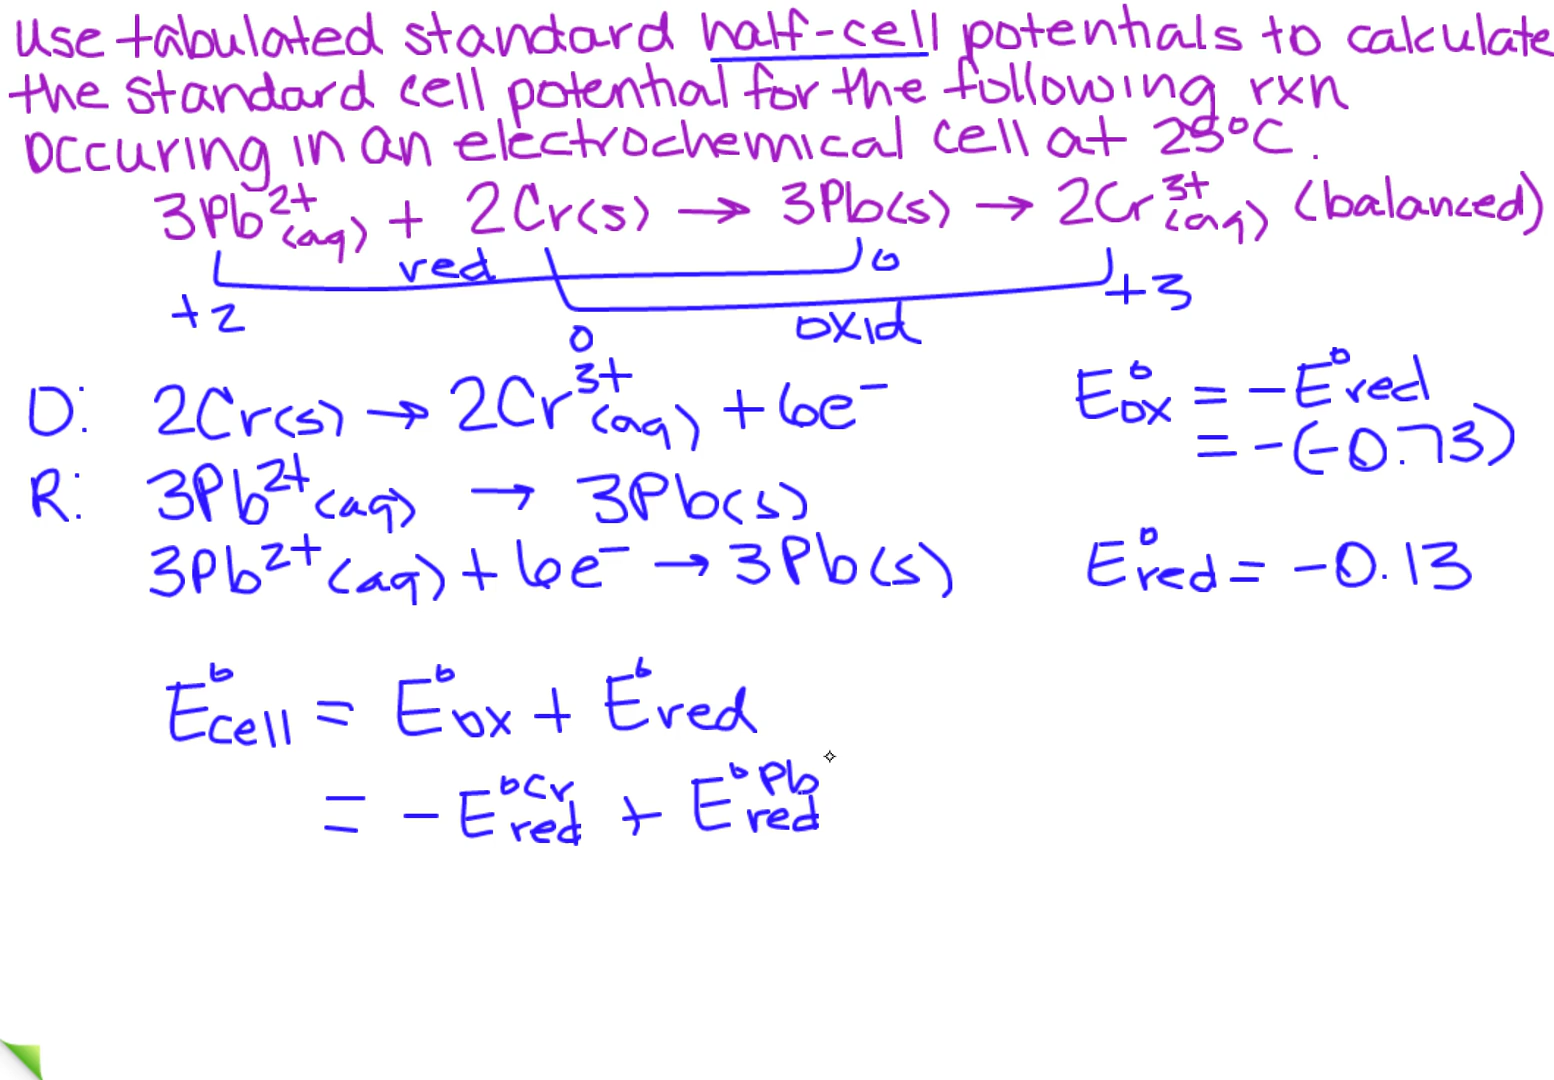 use tabulated standard half-cell potentials to calculate
the standard cell potential for the following rxn
occuring in an electrochemical cell at 25°C.
3Pb²⁺(aq) + 2Cr(s) → 3Pb(s) → 2Cr³⁺(aq) (balanced)
red 0
+2 0 oxid +3
O: 2Cr(s) → 2Cr³⁺(aq) + 6e⁻ E°ox = -E°red
= -(-0.73)
R: 3Pb²⁺(aq) → 3Pb(s)
3Pb²⁺(aq) + 6e⁻ → 3Pb(s) E°red = -0.13
E°cell = E°ox + E°red
= -E°Cr red + E°Pb red